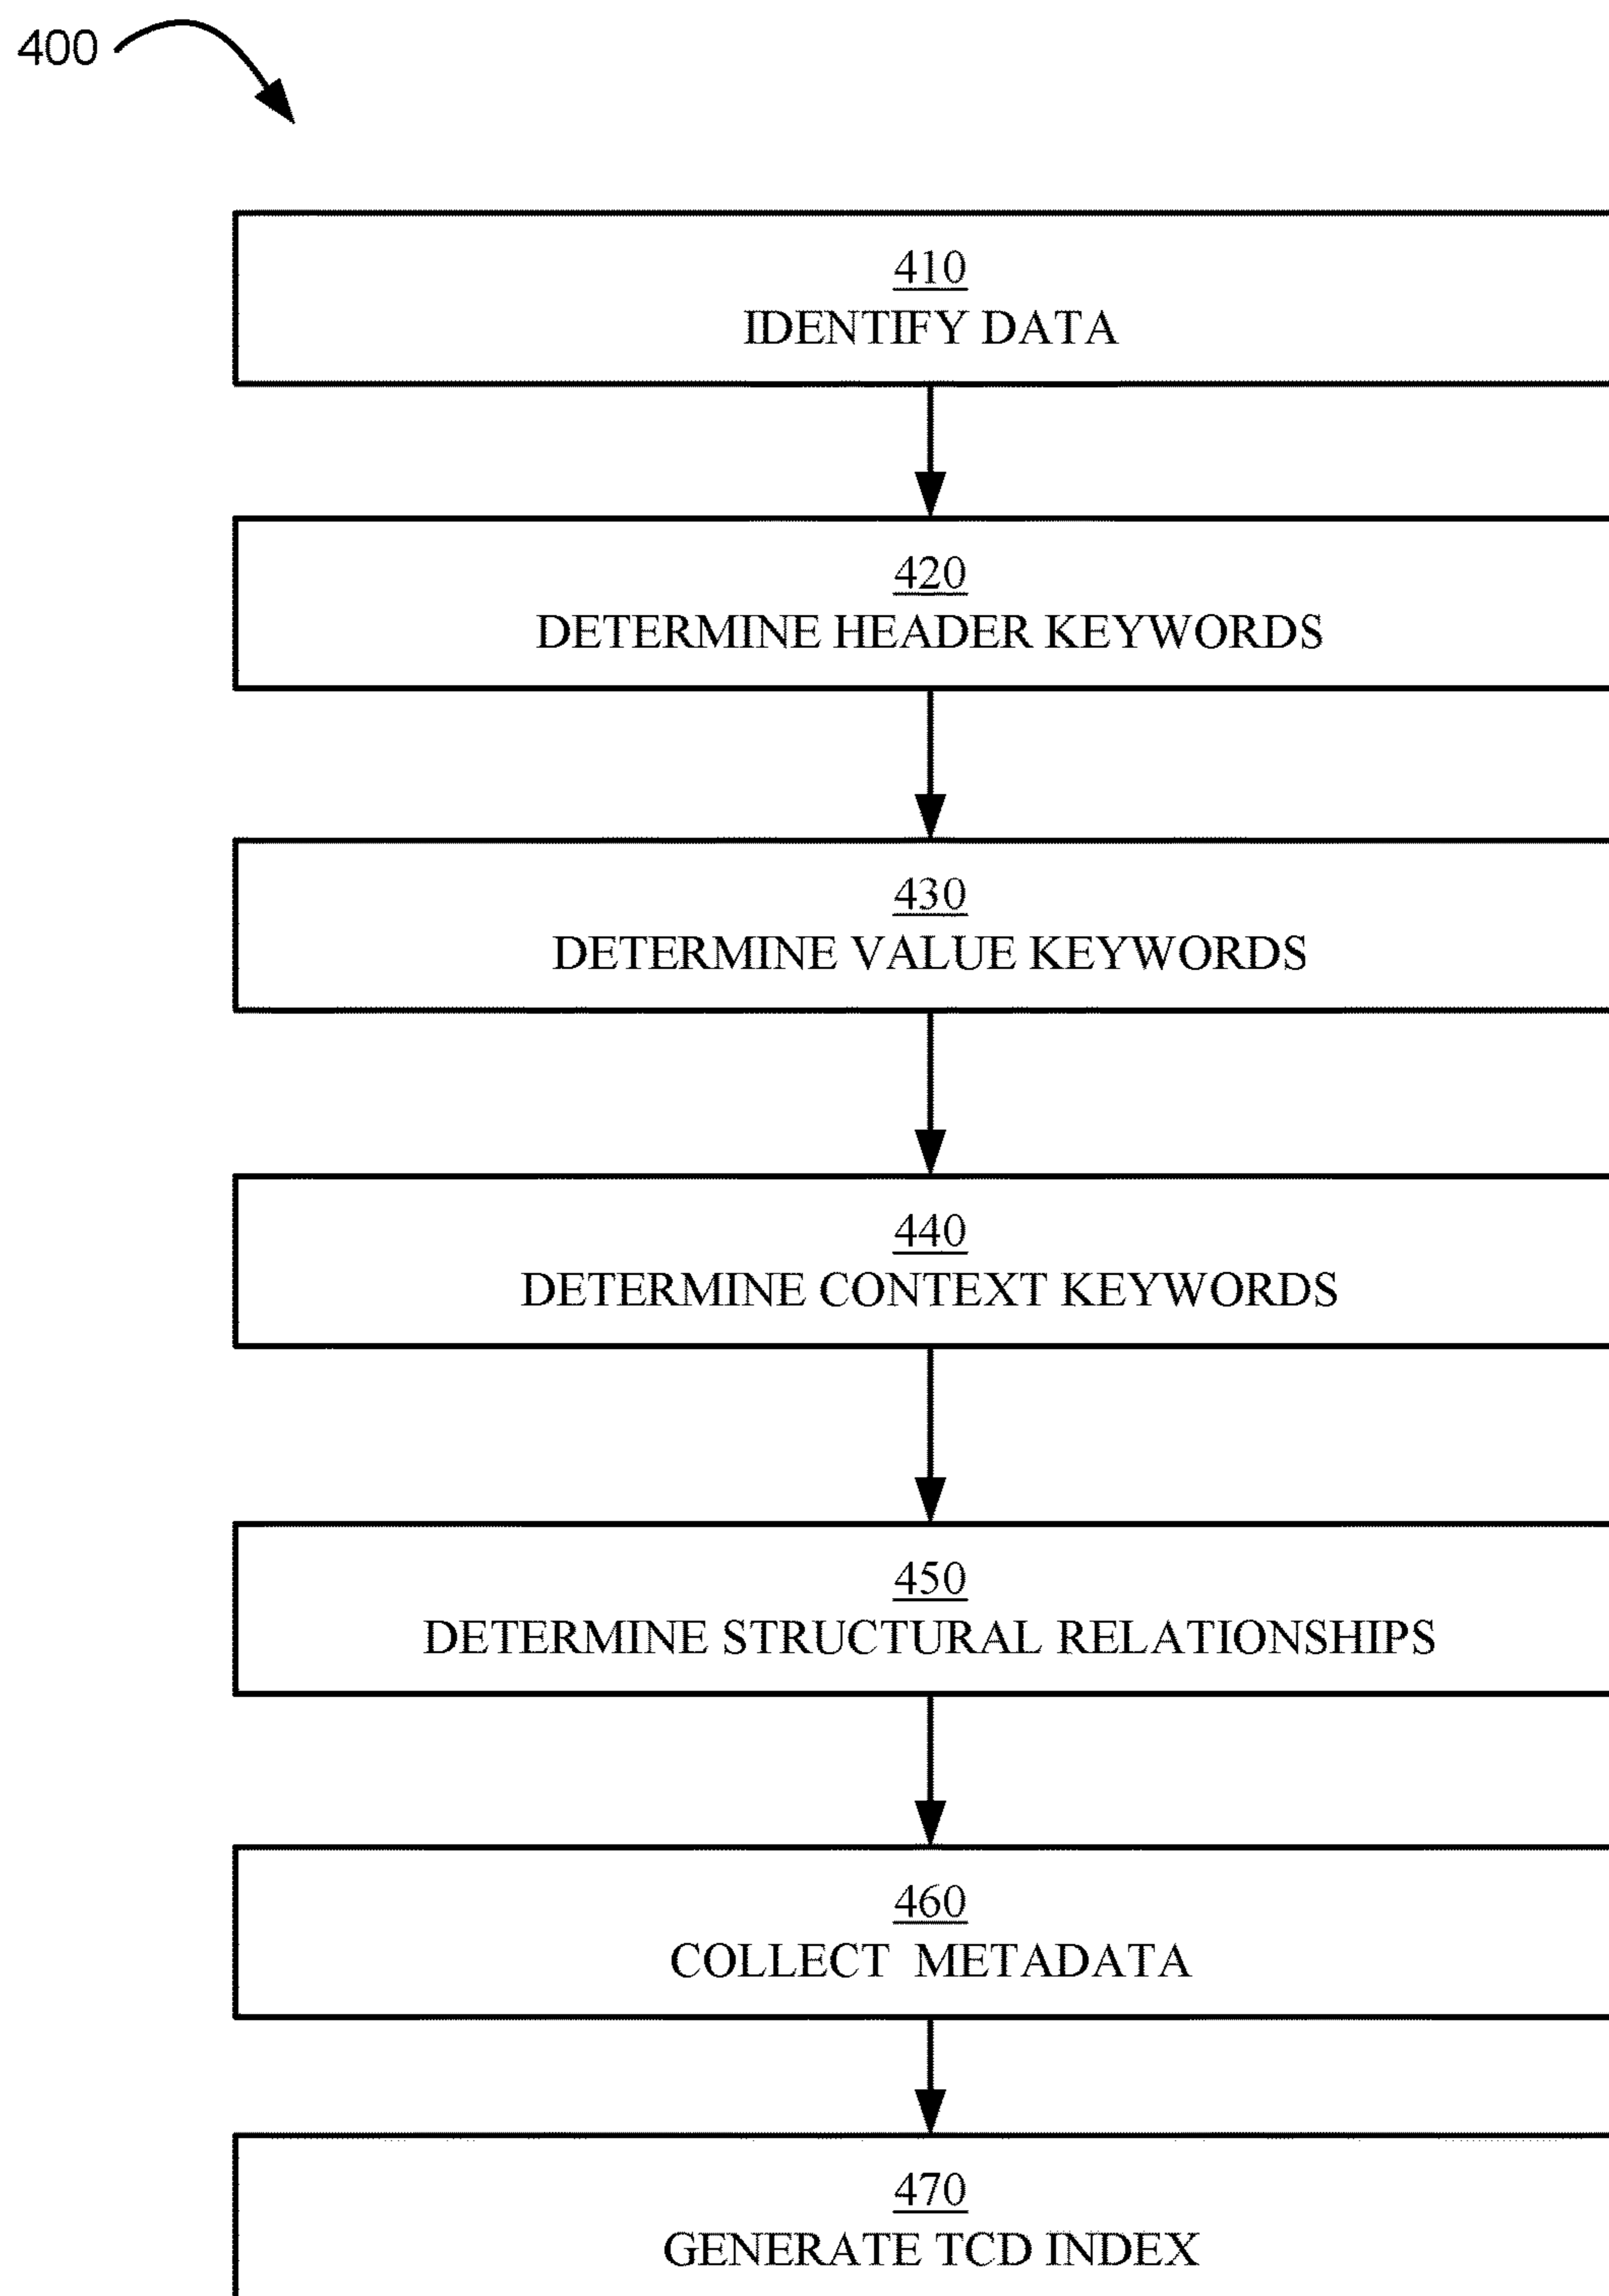 400
410
IDENTIFY DATA
420
DETERMINE HEADER KEYWORDS
430
DETERMINE VALUE KEYWORDS
440
DETERMINE CONTEXT KEYWORDS
450
DETERMINE STRUCTURAL RELATIONSHIPS
460
COLLECT METADATA
470
GENERATE TCD INDEX